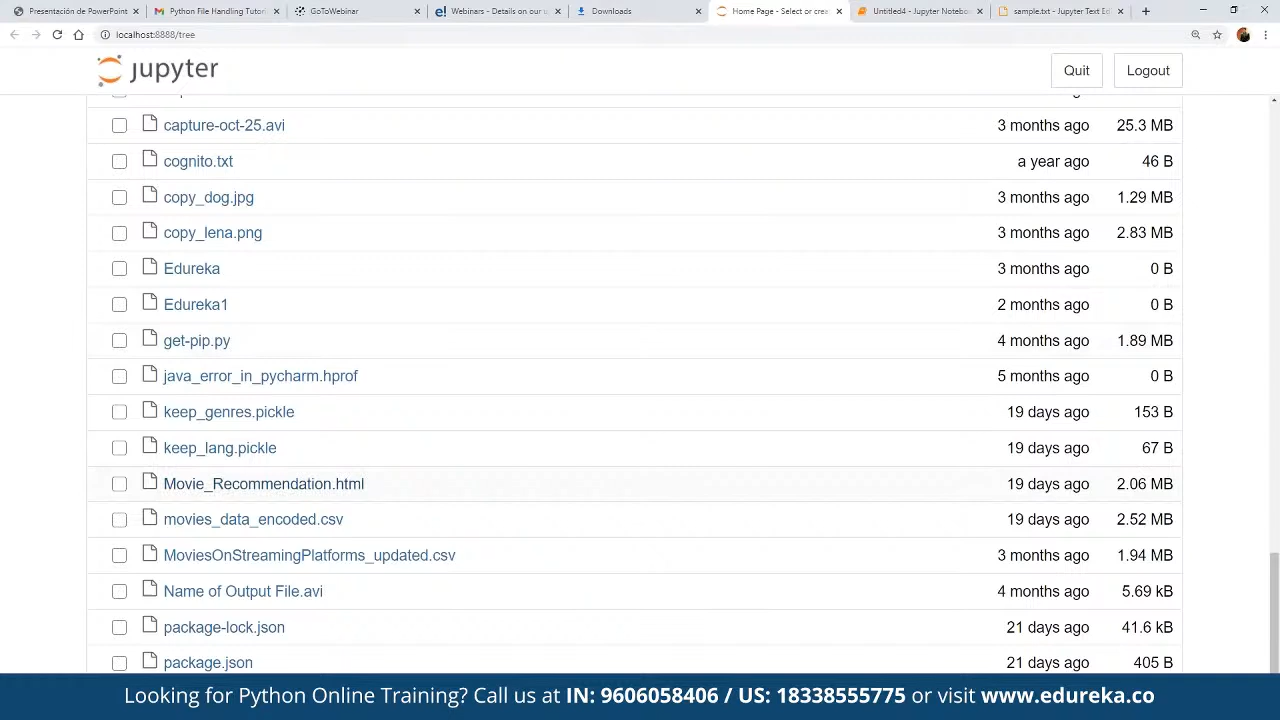 Presentación de PowerPoint
Python File Handling Tutori
GoToWebinar
Webinars - Details on our u
Downloads
Home Page - Select or crea
Untitled4 - Jupyter Notebo
sample.txt - Jupyter Text Ed
localhost:8888/tree
jupyter
Quit
Logout
capture-oct-25.avi 3 months ago 25.3 MB
cognito.txt a year ago 46 B
copy_dog.jpg 3 months ago 1.29 MB
copy_lena.png 3 months ago 2.83 MB
Edureka 3 months ago 0 B
Edureka1 2 months ago 0 B
get-pip.py 4 months ago 1.89 MB
java_error_in_pycharm.hprof 5 months ago 0 B
keep_genres.pickle 19 days ago 153 B
keep_lang.pickle 19 days ago 67 B
Movie_Recommendation.html 19 days ago 2.06 MB
movies_data_encoded.csv 19 days ago 2.52 MB
MoviesOnStreamingPlatforms_updated.csv 3 months ago 1.94 MB
Name of Output File.avi 4 months ago 5.69 kB
package-lock.json 21 days ago 41.6 kB
package.json 21 days ago 405 B
Looking for Python Online Training? Call us at IN: 9606058406 / US: 18338555775 or visit www.edureka.co